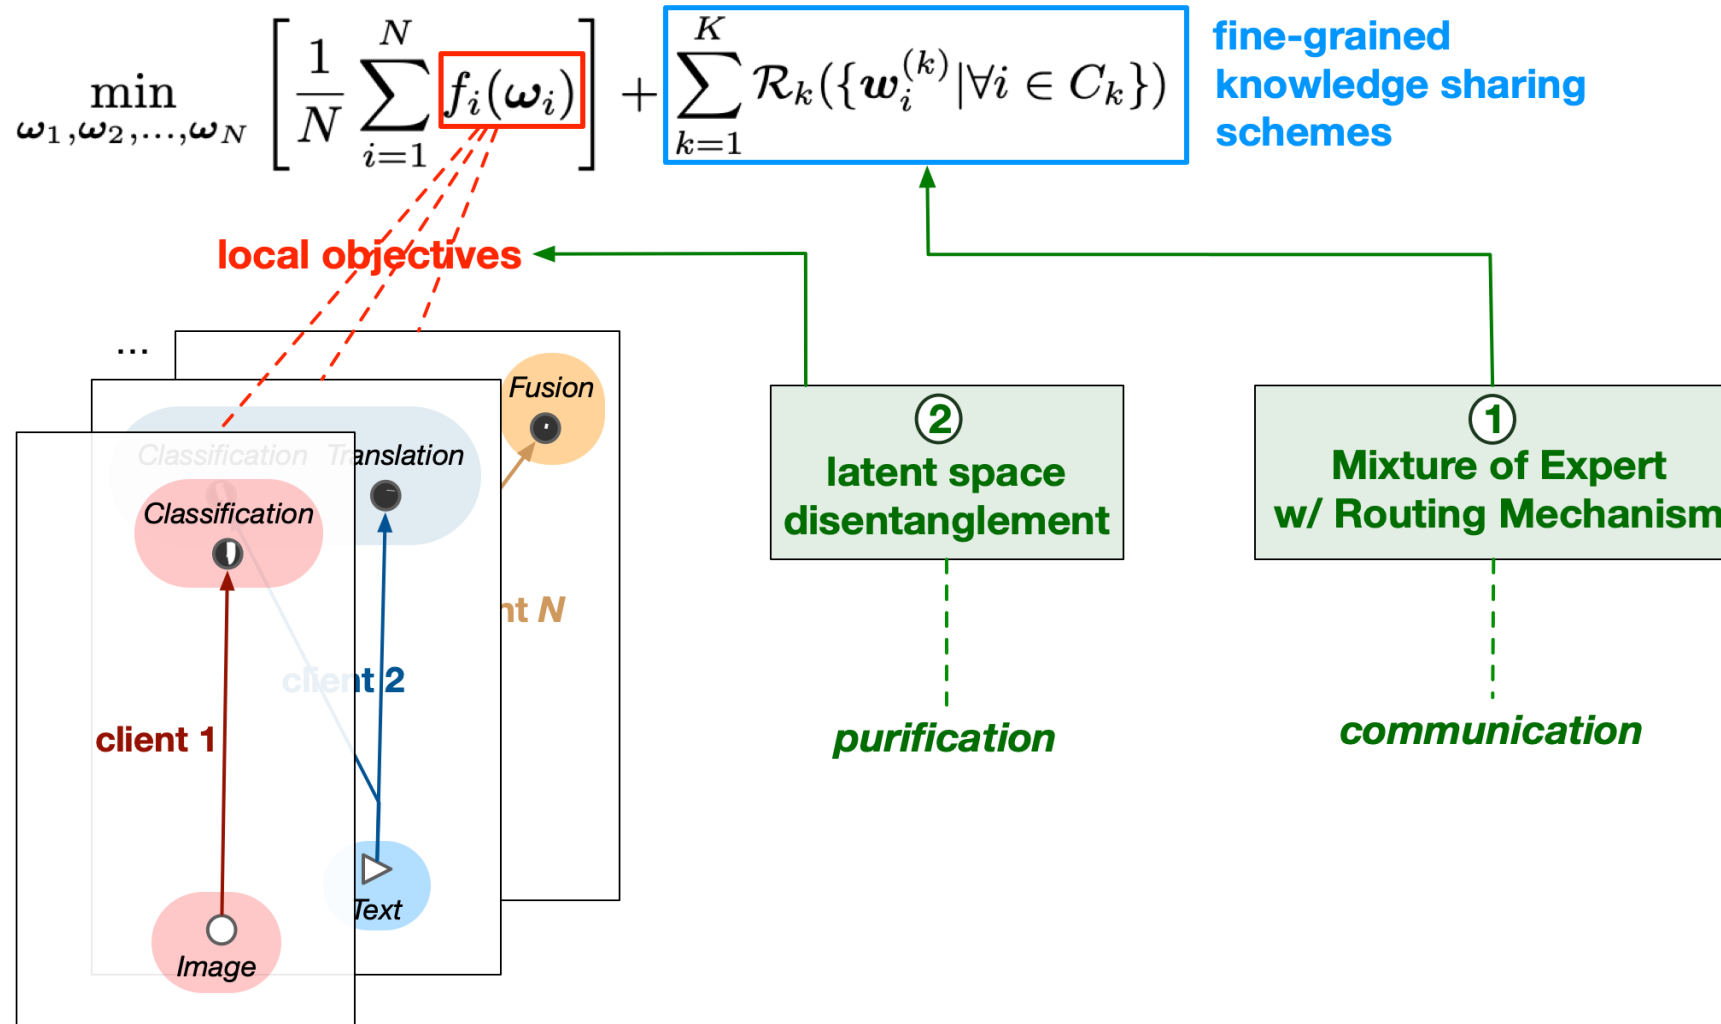 min ω₁,ω₂,...,ω_N [ 1/N ∑_{i=1}^{N} f_i(ω_i) ] + ∑_{k=1}^{K} ℛ_k({w_i^{(k)}|∀i ∈ C_k})
fine-grained
knowledge sharing
schemes
local objectives
...
Fusion
Classification Translation
Classification
nt N
client 2
client 1
Text
Image
2
latent space
disentanglement
purification
1
Mixture of Expert
w/ Routing Mechanism
communication